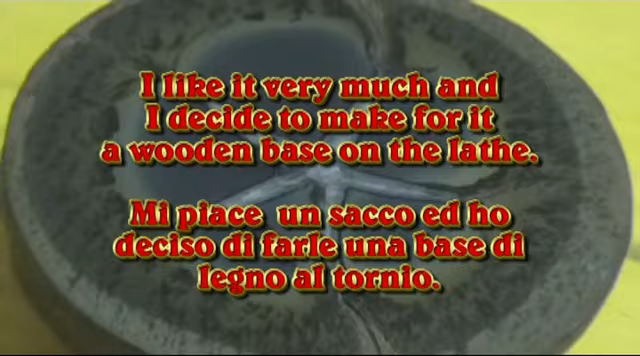 I like it very much and
I decide to make for it
a wooden base on the lathe.
Mi piace un sacco ed ho
deciso di farle una base di
legno al tornio.